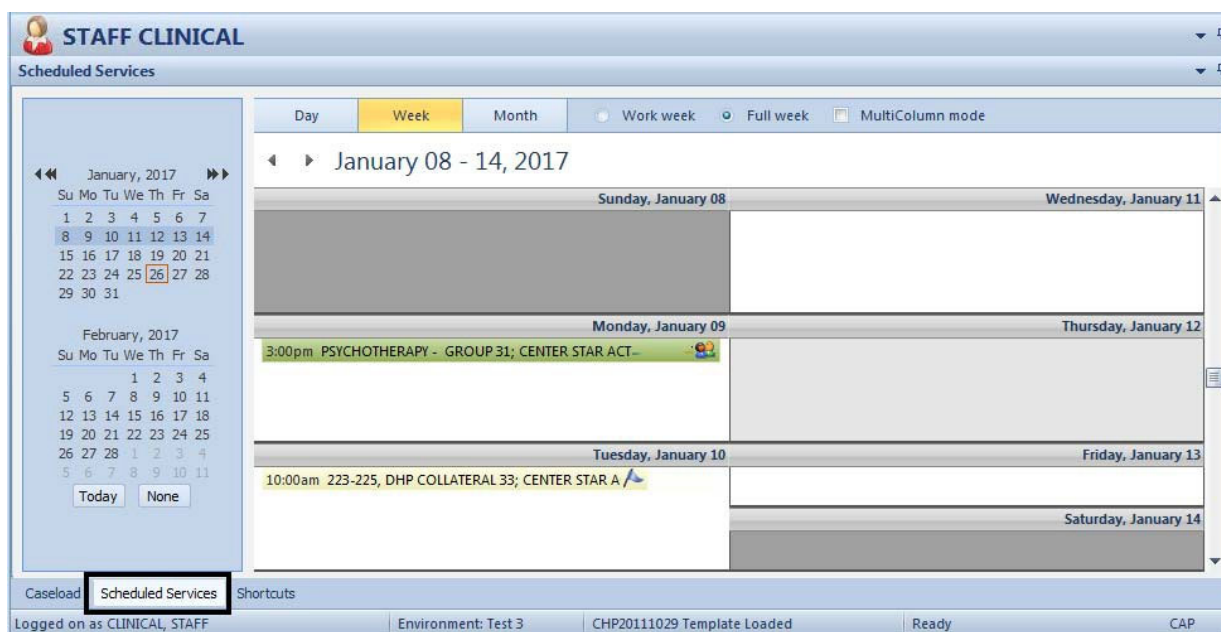 STAFF CLINICAL
Scheduled Services
Day Week Month Work week Full week MultiColumn mode
January 08 - 14, 2017
January, 2017
Su Mo Tu We Th Fr Sa
1 2 3 4 5 6 7
8 9 10 11 12 13 14
15 16 17 18 19 20 21
22 23 24 25 26 27 28
29 30 31
February, 2017
Su Mo Tu We Th Fr Sa
1 2 3 4
5 6 7 8 9 10 11
12 13 14 15 16 17 18
19 20 21 22 23 24 25
26 27 28 1 2 3 4
5 6 7 8 9 10 11
Today None
Sunday, January 08
Wednesday, January 11
Monday, January 09
Thursday, January 12
3:00pm PSYCHOTHERAPY - GROUP 31; CENTER STAR ACT
Tuesday, January 10
Friday, January 13
10:00am 223-225, DHP COLLATERAL 33; CENTER STAR A
Saturday, January 14
Caseload Scheduled Services Shortcuts
Logged on as CLINICAL, STAFF Environment: Test 3 CHP20111029 Template Loaded Ready CAP